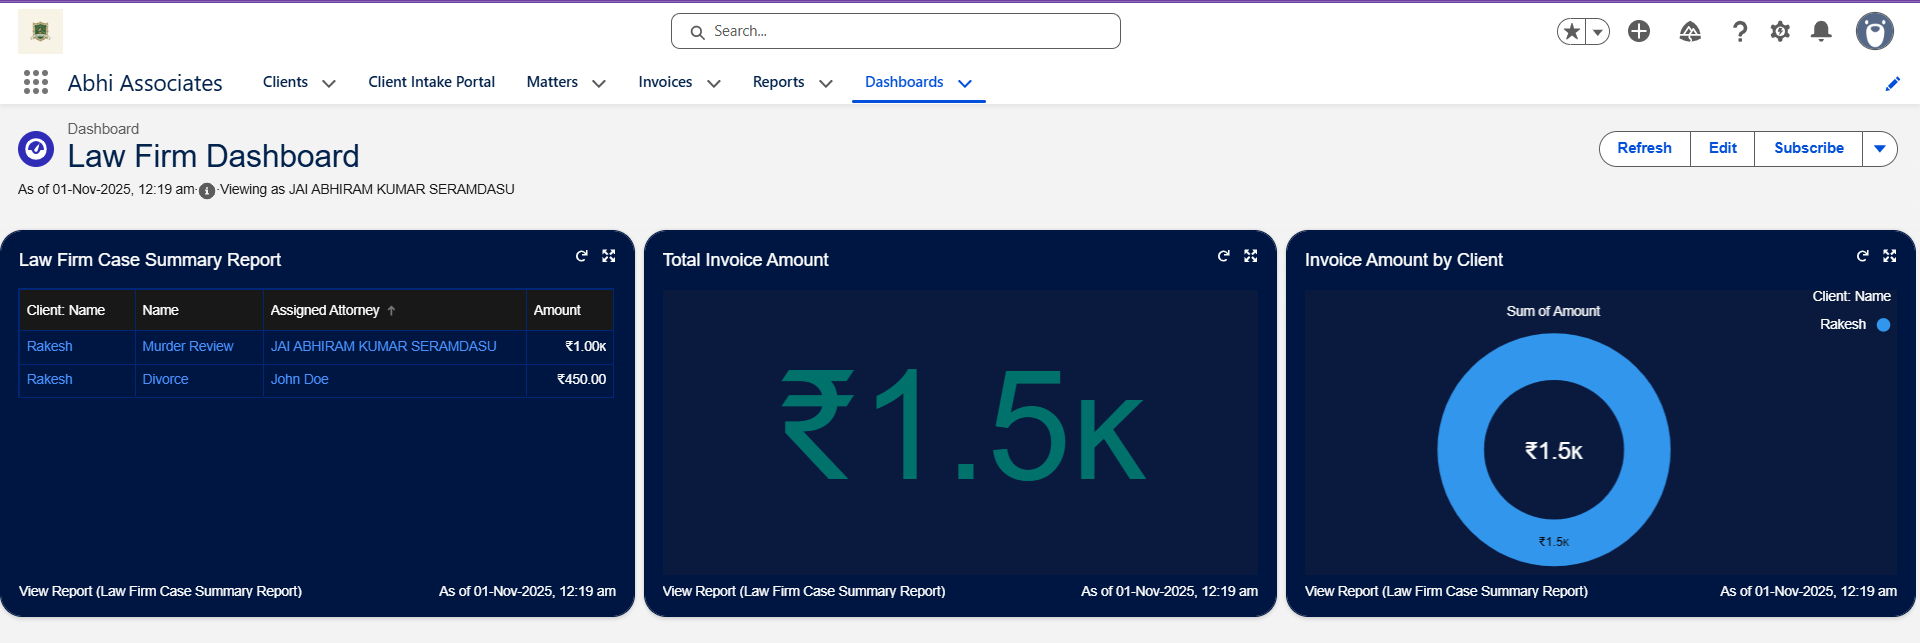 Search...
Abhi Associates
Clients
Client Intake Portal
Matters
Invoices
Reports
Dashboards
Dashboard
Law Firm Dashboard
As of 01-Nov-2025, 12:19 am·Viewing as JAI ABHIRAM KUMAR SERAMDASU
Refresh
Edit
Subscribe
Law Firm Case Summary Report
Client: Name Name Assigned Attorney ↑ Amount
Rakesh Murder Review JAI ABHIRAM KUMAR SERAMDASU ₹1.00K
Rakesh Divorce John Doe ₹450.00
View Report (Law Firm Case Summary Report) As of 01-Nov-2025, 12:19 am
Total Invoice Amount
₹1.5K
View Report (Law Firm Case Summary Report) As of 01-Nov-2025, 12:19 am
Invoice Amount by Client
Client: Name
Rakesh
Sum of Amount
₹1.5K
₹1.5K
View Report (Law Firm Case Summary Report) As of 01-Nov-2025, 12:19 am